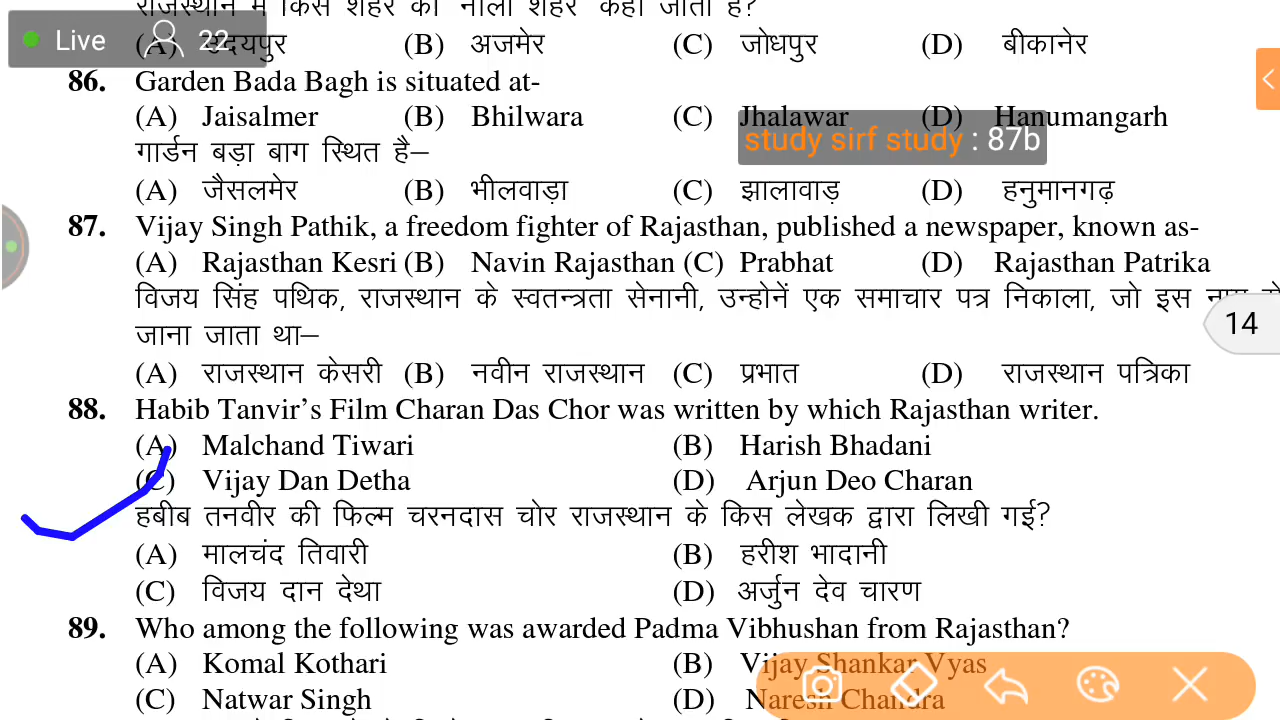 राजस्थान में किस शहर को 'नीला शहर' कहा जाता है?
Live 22
(A) उदयपुर (B) अजमेर (C) जोधपुर (D) बीकानेर
86. Garden Bada Bagh is situated at-
(A) Jaisalmer (B) Bhilwara (C) Jhalawar (D) Hanumangarh
study sirf study : 87b
गार्डन बड़ा बाग स्थित है–
(A) जैसलमेर (B) भीलवाड़ा (C) झालावाड़ (D) हनुमानगढ़
87. Vijay Singh Pathik, a freedom fighter of Rajasthan, published a newspaper, known as-
(A) Rajasthan Kesri (B) Navin Rajasthan (C) Prabhat (D) Rajasthan Patrika
विजय सिंह पथिक, राजस्थान के स्वतन्त्रता सेनानी, उन्होनें एक समाचार पत्र निकाला, जो इस नाम से
14
जाना जाता था–
(A) राजस्थान केसरी (B) नवीन राजस्थान (C) प्रभात (D) राजस्थान पत्रिका
88. Habib Tanvir's Film Charan Das Chor was written by which Rajasthan writer.
(A) Malchand Tiwari (B) Harish Bhadani
(C) Vijay Dan Detha (D) Arjun Deo Charan
हबीब तनवीर की फिल्म चरनदास चोर राजस्थान के किस लेखक द्वारा लिखी गई?
(A) मालचंद तिवारी (B) हरीश भादानी
(C) विजय दान देथा (D) अर्जुन देव चारण
89. Who among the following was awarded Padma Vibhushan from Rajasthan?
(A) Komal Kothari (B) Vijay Shankar Vyas
(C) Natwar Singh (D) Naresh Chandra